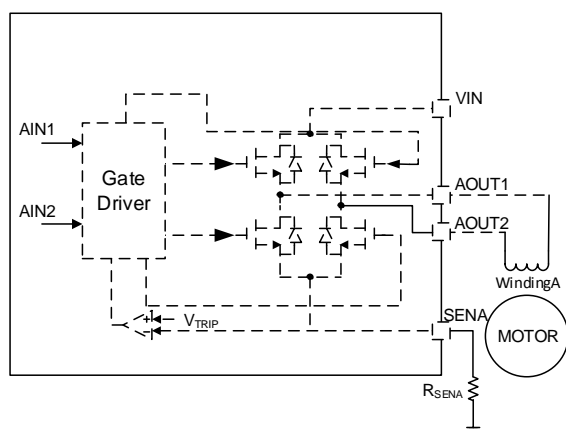 VIN
AIN1
AOUT1
Gate
Driver
AIN2
AOUT2
WindingA
VTRIP
SENA
MOTOR
RSENA